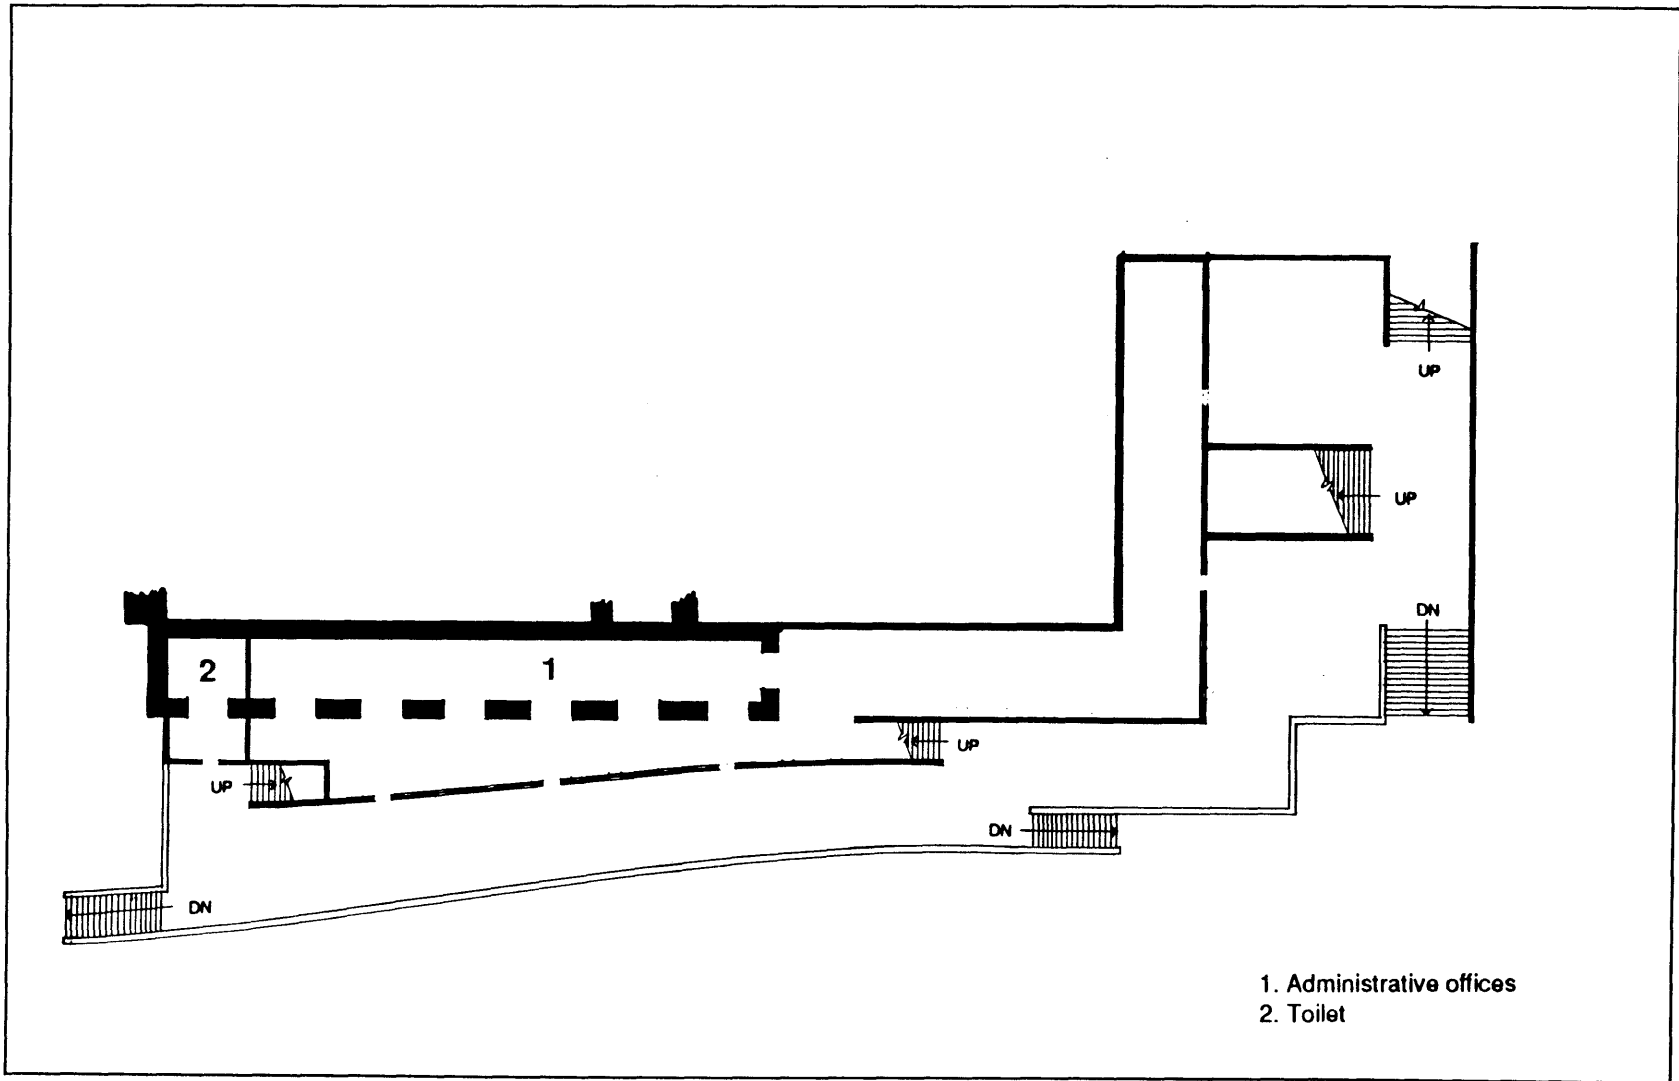 UP
UP
DN
2
1
UP
UP
DN
DN
1. Administrative offices
2. Toilet